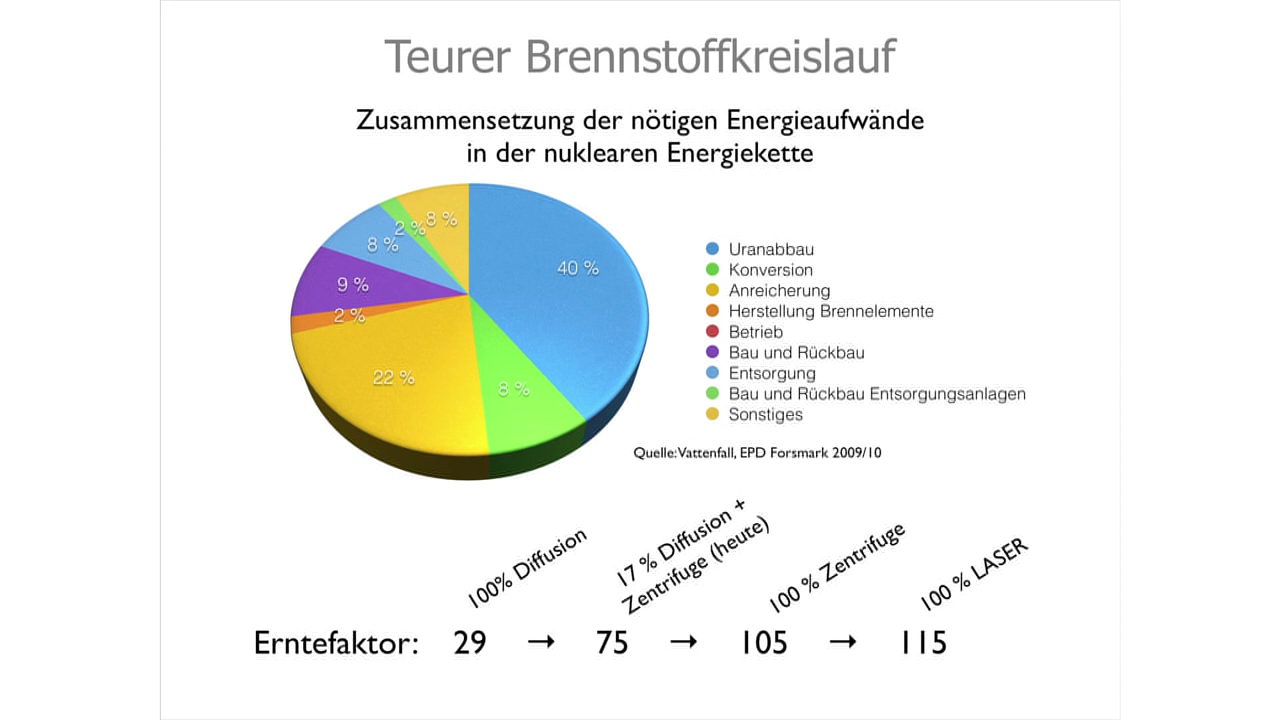 Teurer Brennstoffkreislauf
Zusammensetzung der nötigen Energieaufwände
in der nuklearen Energiekette
8 %
2 %
8 %
40 %
9 %
2 %
22 %
8 %
Uranabbau
Konversion
Anreicherung
Herstellung Brennelemente
Betrieb
Bau und Rückbau
Entsorgung
Bau und Rückbau Entsorgungsanlagen
Sonstiges
Quelle: Vattenfall, EPD Forsmark 2009/10
100% Diffusion
17 % Diffusion +
Zentrifuge (heute)
100 % Zentrifuge
100 % LASER
Erntefaktor: 29 → 75 → 105 → 115